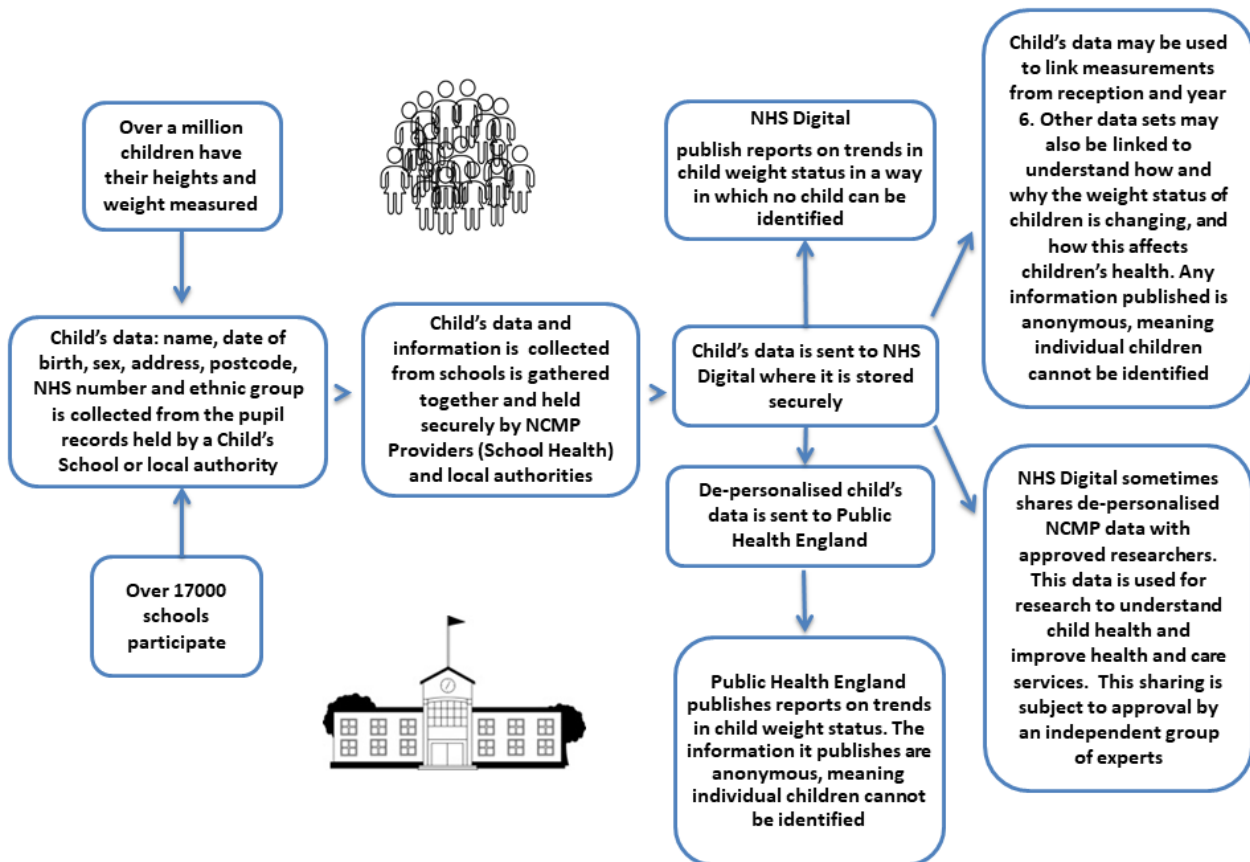 Over a million
children have
their heights and
weight measured
Child’s data: name, date of
birth, sex, address, postcode,
NHS number and ethnic group
is collected from the pupil
records held by a Child’s
School or local authority
Over 17000
schools
participate
Child’s data and
information is  collected
from schools is gathered
together and held
securely by NCMP
Providers (School Health)
and local authorities
NHS Digital
publish reports on trends in
child weight status in a way
in which no child can be
identified
Child’s data is sent to NHS
Digital where it is stored
securely
De-personalised child’s
data is sent to Public
Health England
Public Health England
publishes reports on trends
in child weight status. The
information it publishes are
anonymous, meaning
individual children cannot
be identified
Child’s data may be used
to link measurements
from reception and year
6. Other data sets may
also be linked to
understand how and
why the weight status of
children is changing, and
how this affects
children’s health. Any
information published is
anonymous, meaning
individual children
cannot be identified
NHS Digital sometimes
shares de-personalised
NCMP data with
approved researchers.
This data is used for
research to understand
child health and
improve health and care
services.  This sharing is
subject to approval by
an independent group
of experts